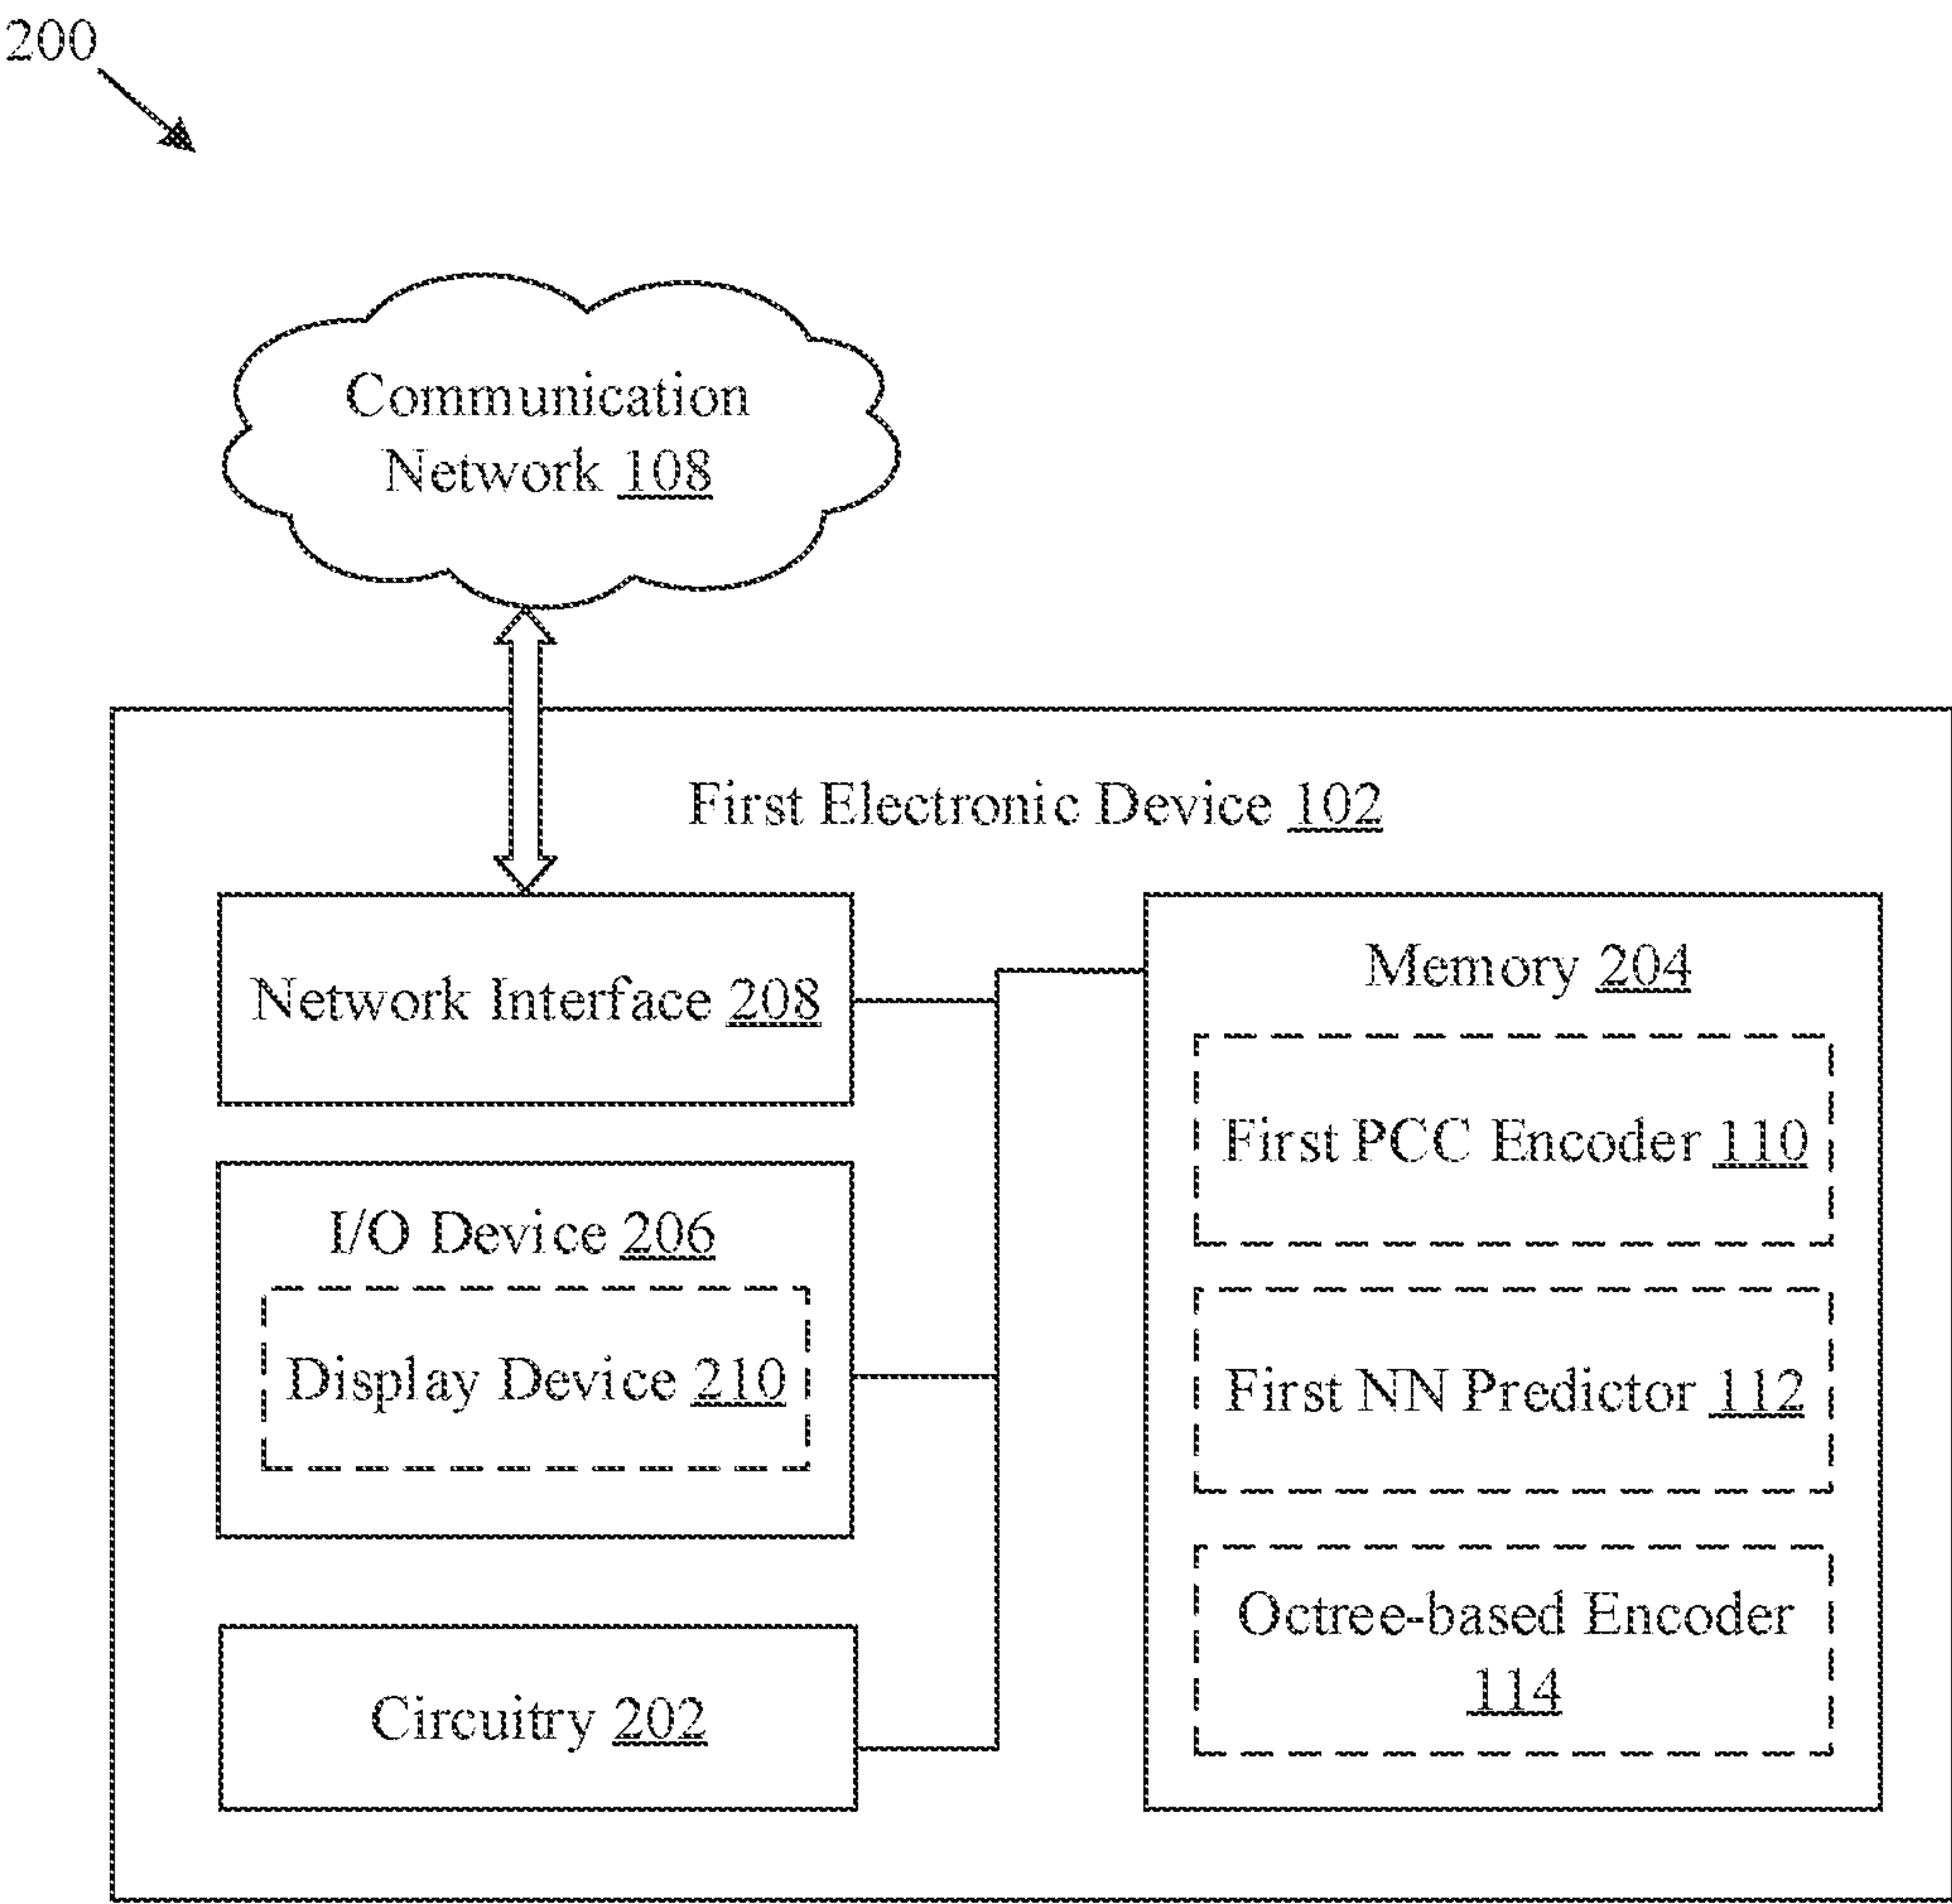 200
Communication
Network 108
First Electronic Device 102
Network Interface 208
I/O Device 206
Display Device 210
Circuitry 202
Memory 204
First PCC Encoder 110
First NN Predictor 112
Octree-based Encoder
114